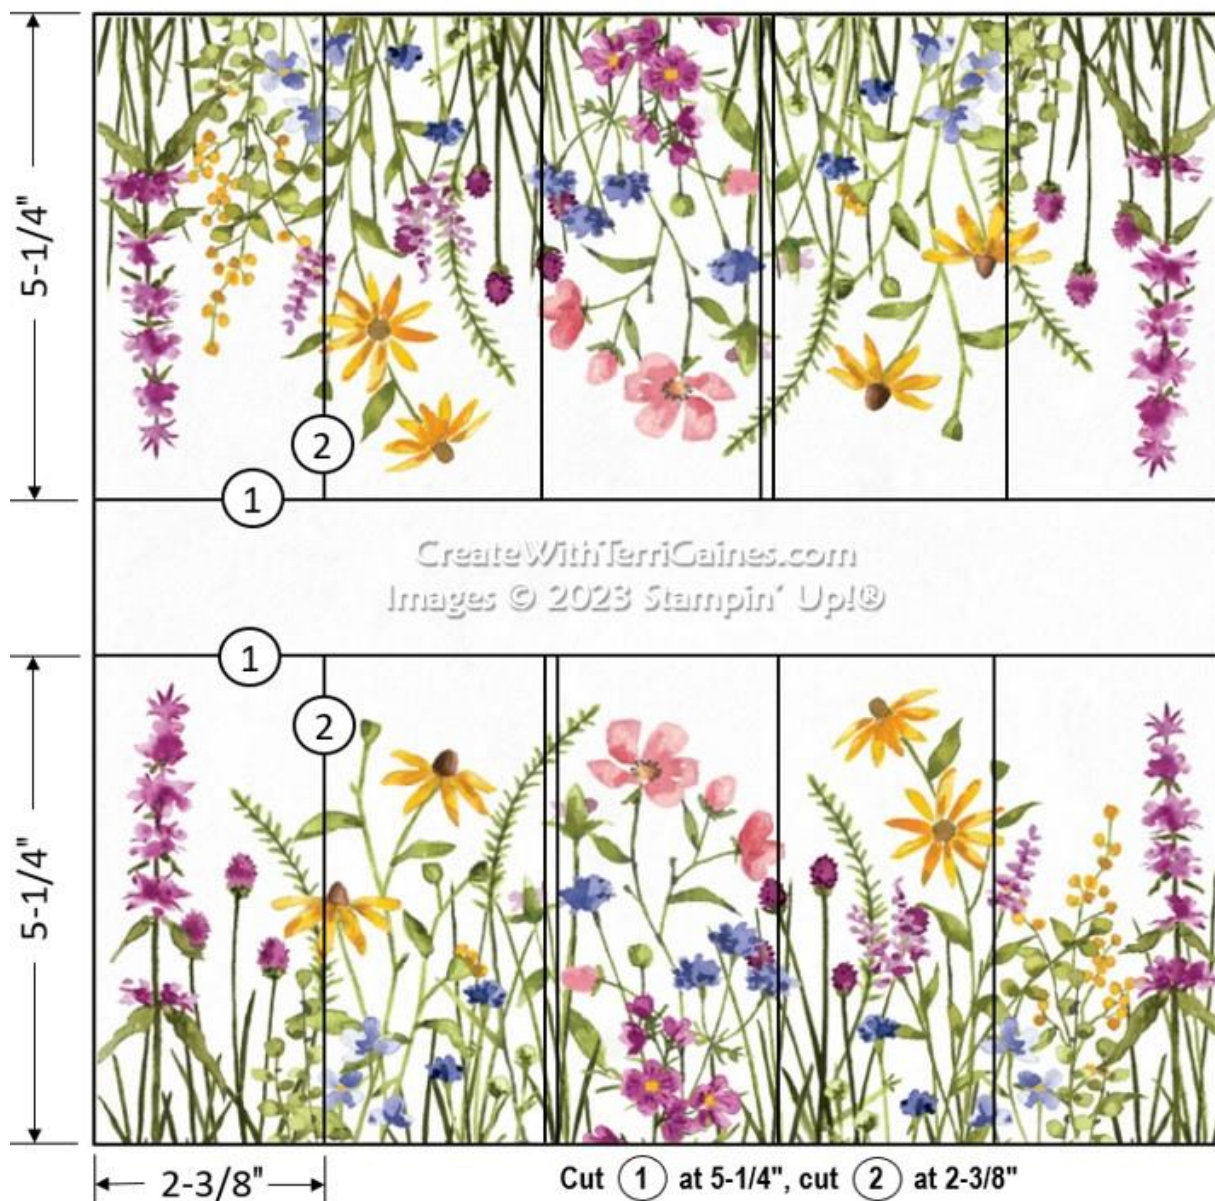 5-1/4"
2
1
CreateWithTerriGaines.com
Images © 2023 Stampin' Up!®
1
2
5-1/4"
2-3/8"
Cut 1 at 5-1/4", cut 2 at 2-3/8"